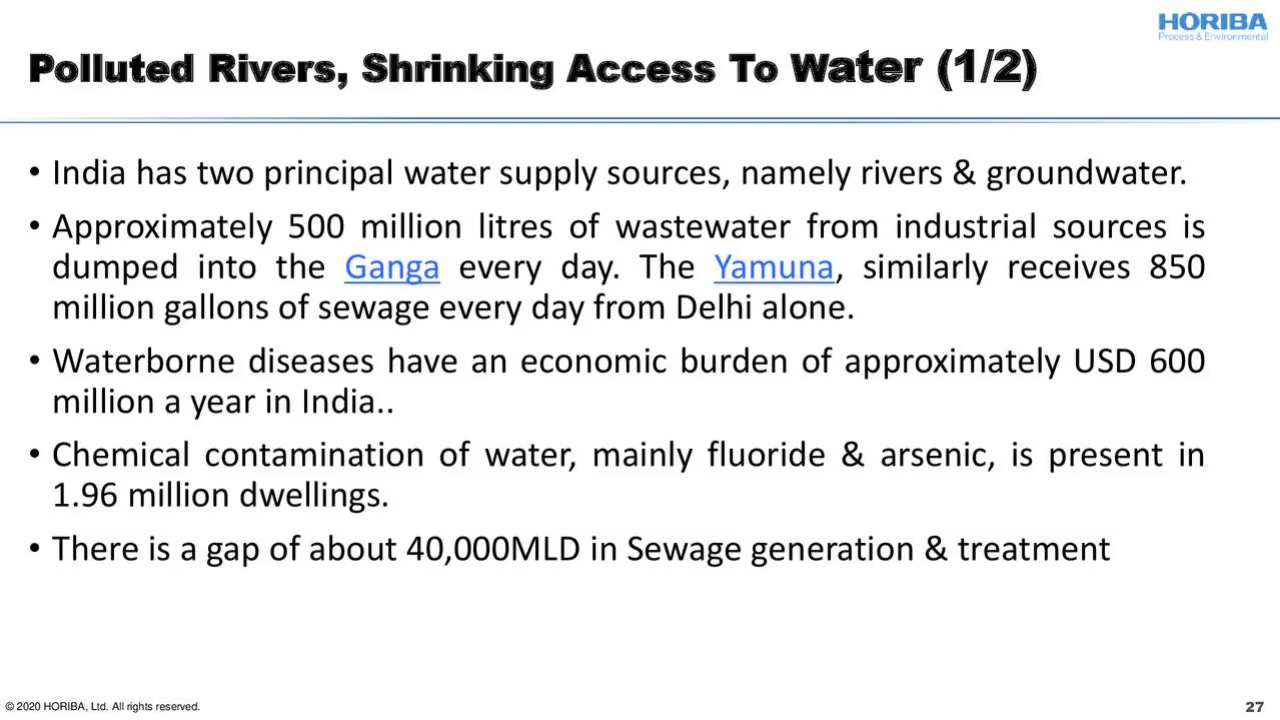 HORIBA
Process & Environmental
Polluted Rivers, Shrinking Access To Water (1/2)
• India has two principal water supply sources, namely rivers & groundwater.
• Approximately 500 million litres of wastewater from industrial sources is
dumped into the Ganga every day. The Yamuna, similarly receives 850
million gallons of sewage every day from Delhi alone.
• Waterborne diseases have an economic burden of approximately USD 600
million a year in India..
• Chemical contamination of water, mainly fluoride & arsenic, is present in
1.96 million dwellings.
• There is a gap of about 40,000MLD in Sewage generation & treatment
© 2020 HORIBA, Ltd. All rights reserved.
27